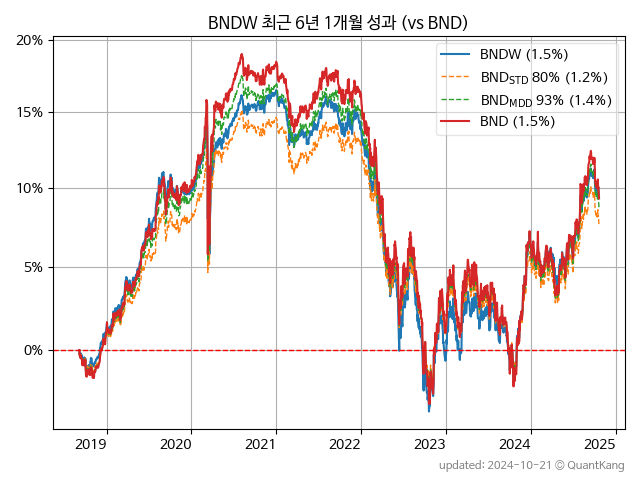 BNDW 최근 6년 1개월 성과 (vs BND)
20%
15%
10%
5%
0%
BNDW (1.5%)
BND_STD 80% (1.2%)
BND_MDD 93% (1.4%)
BND (1.5%)
2019 2020 2021 2022 2023 2024 2025
updated: 2024-10-21 © QuantKang